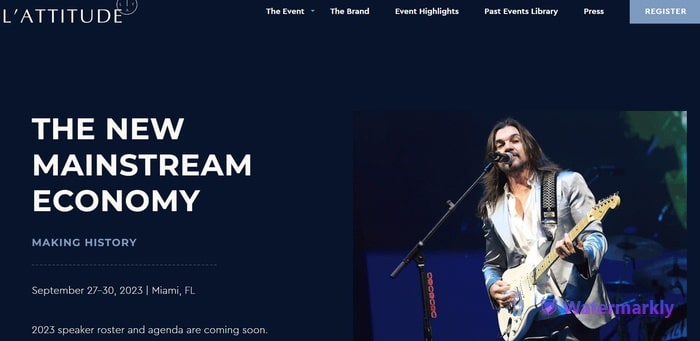 L'ATTITUDE
The Event
The Brand
Event Highlights
Past Events Library
Press
REGISTER
THE NEW
MAINSTREAM
ECONOMY
MAKING HISTORY
September 27-30, 2023 | Miami, FL
2023 speaker roster and agenda are coming soon.
Watermarkly